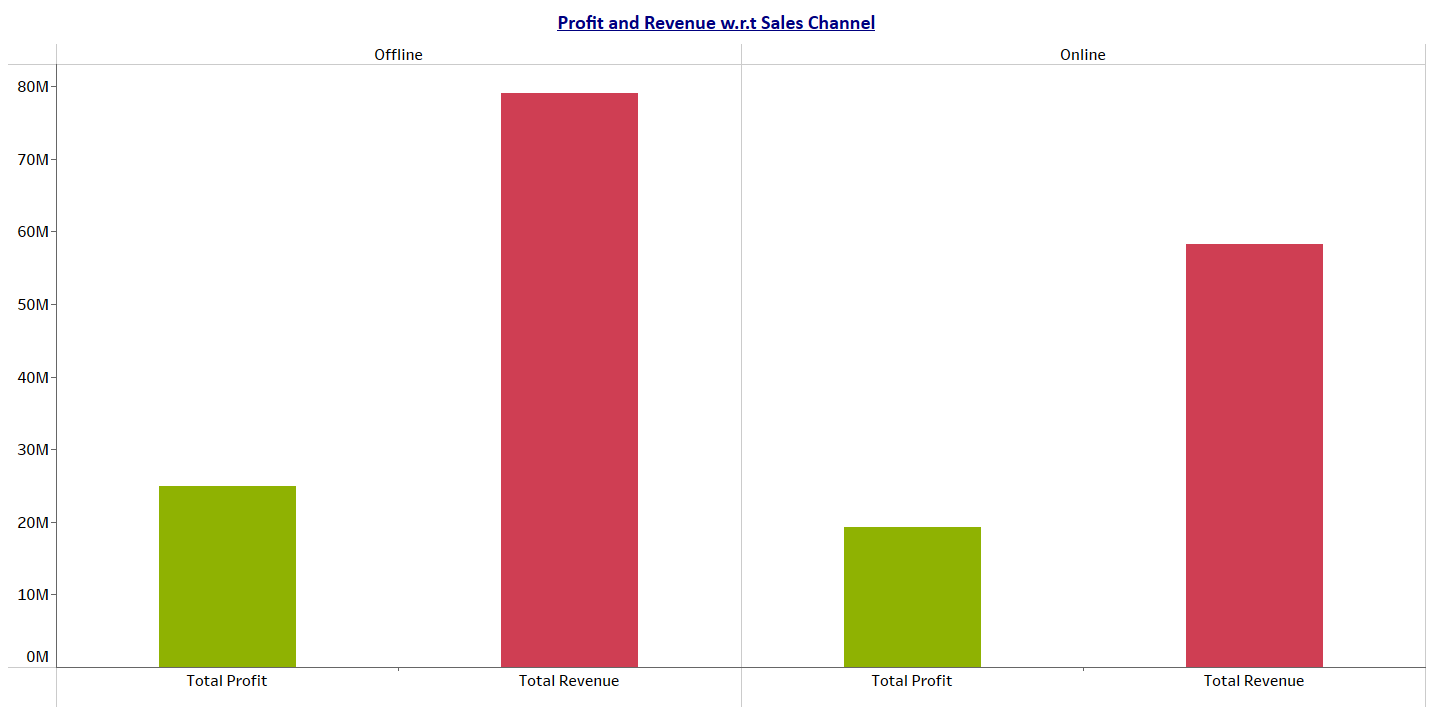 Profit and Revenue w.r.t Sales Channel
Offline
Online
80M
70M
60M
50M
40M
30M
20M
10M
0M
Total Profit
Total Revenue
Total Profit
Total Revenue